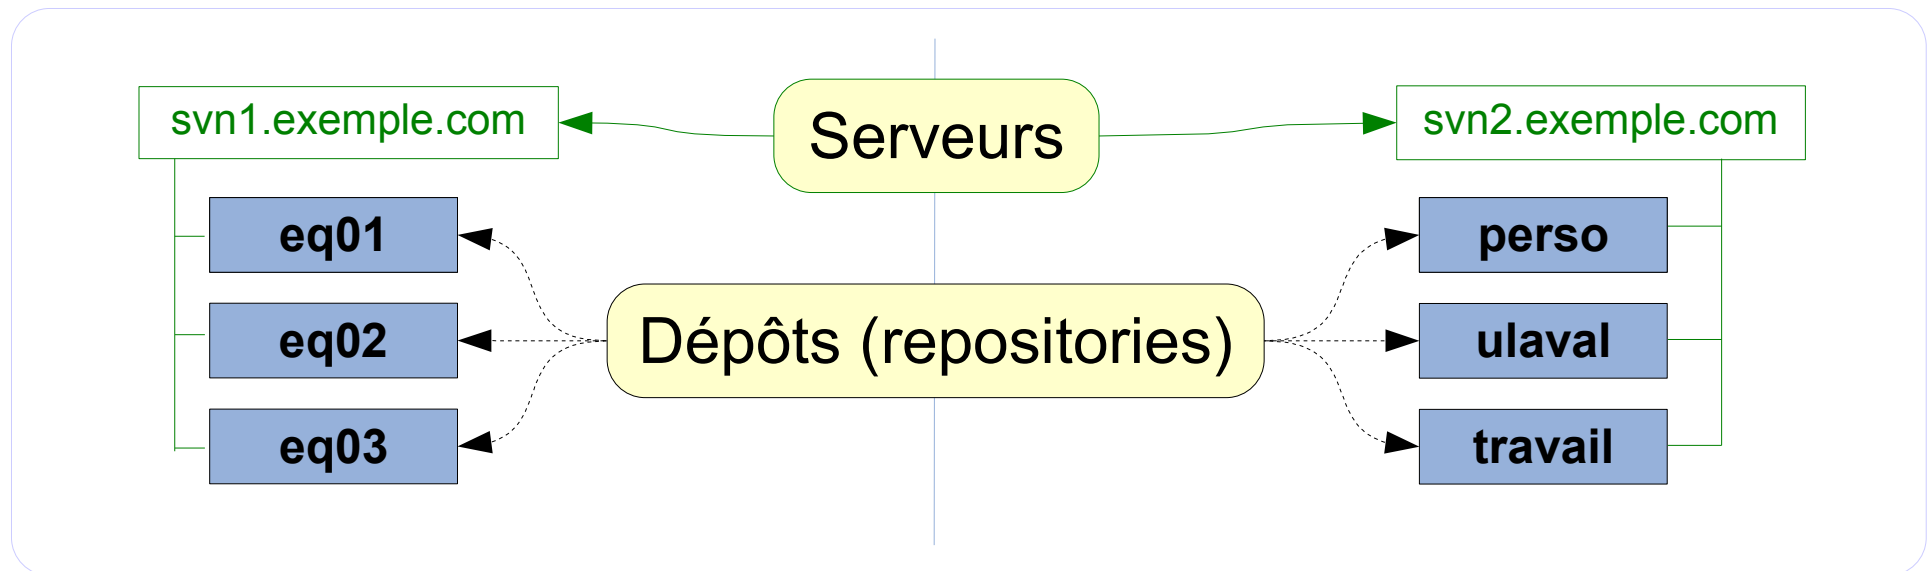 svn1.exemple.com
Serveurs
svn2.exemple.com
eq01
eq02
eq03
Dépôts (repositories)
perso
ulaval
travail